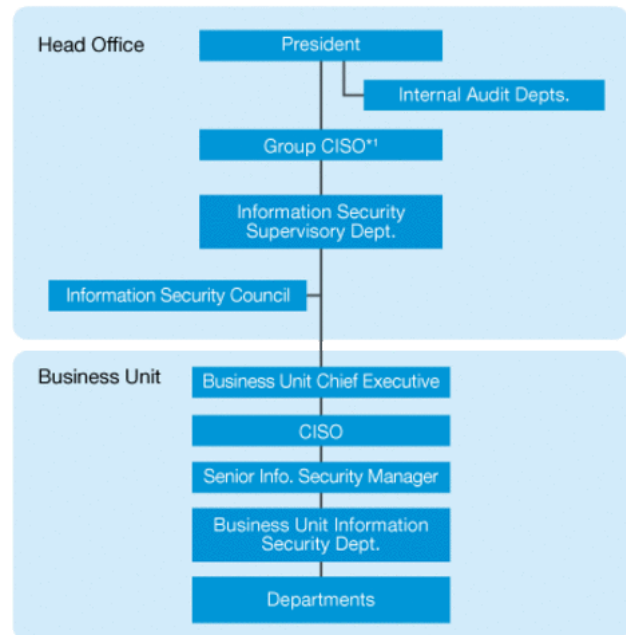 Head Office
President
Internal Audit Depts.
Group CISO*¹
Information Security
Supervisory Dept.
Information Security Council
Business Unit
Business Unit Chief Executive
CISO
Senior Info. Security Manager
Business Unit Information
Security Dept.
Departments